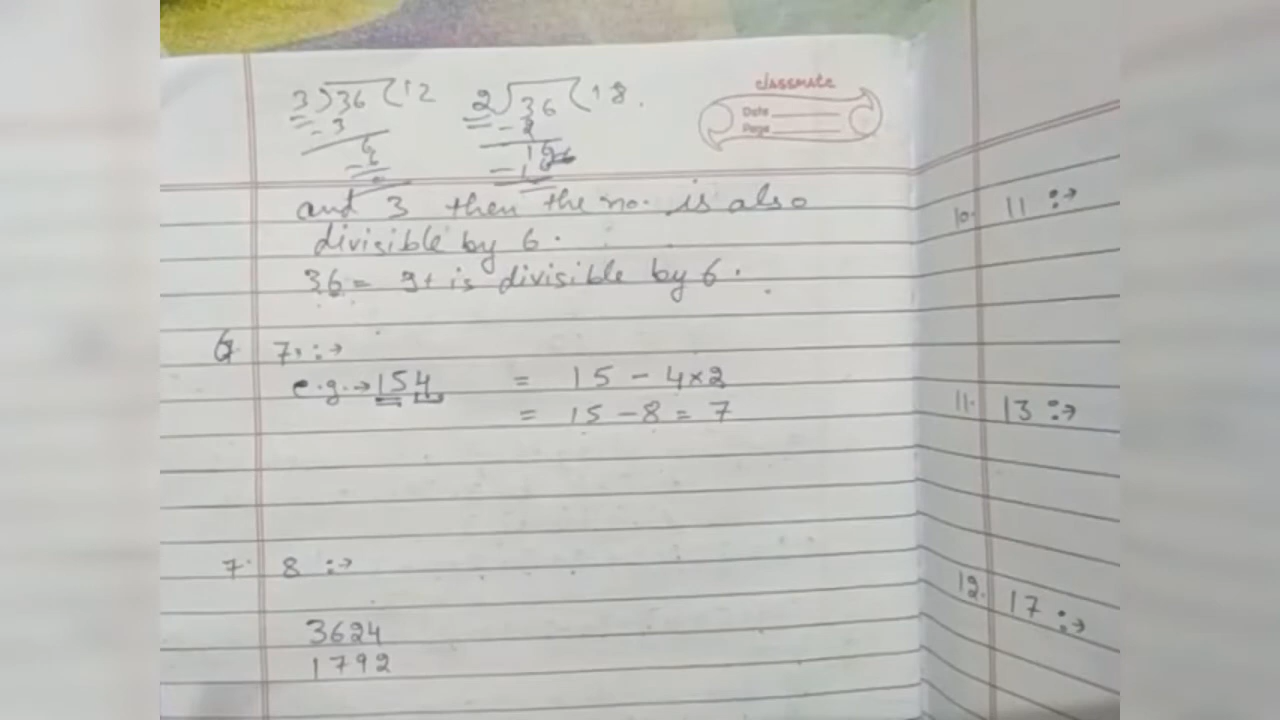 3)36(12
- 3
2)36(18.
- 2
classmate
Date
Page
and 3 then the no. is also
divisible by 6.
36 = It is divisible by 6.
6 7. :→
e.g.→ 154 = 15 - 4×2
= 15 - 8 = 7
7. 8 :→
3624
1792
10. 11 :→
11. 13 :→
12. 17 :→